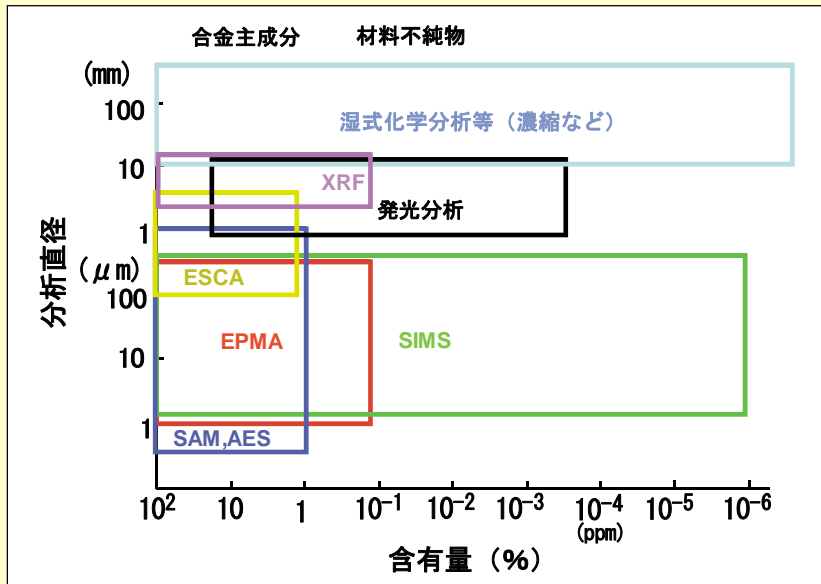 合金主成分 材料不純物
(mm)
100
湿式化学分析等（濃縮など）
10
XRF
発光分析
1
(μm)
ESCA
100
EPMA
SIMS
10
1
SAM,AES
分析直径
10² 10 1 10⁻¹ 10⁻² 10⁻³ 10⁻⁴ 10⁻⁵ 10⁻⁶
(ppm)
含有量（%）